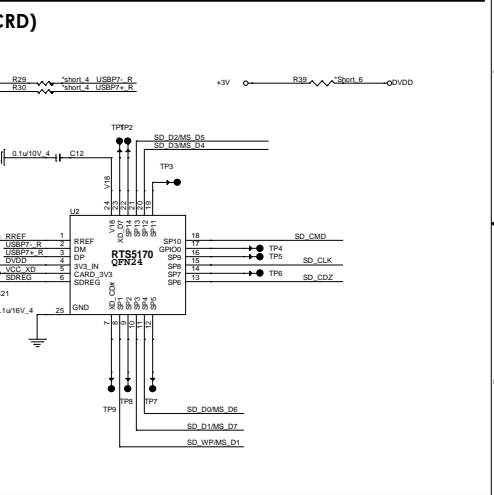 CRD)
R29 *short_4 USBP7-_R
R30 *short_4 USBP7+_R
+3V R39 *Short_6 DVDD
TP1 TP2
SD_D2/MS_D5
SD_D3/MS_D4
0.1u/10V_4 C12
TP3
V18
24 23 22 21 20 19
U2
V18 XD_D7 SP14 SP13 SP12 SP11
RREF 1 RREF
USBP7-_R 2 DM
USBP7+_R 3 DP
DVDD 4 3V3_IN
VCC_XD 5 CARD_3V3
SDREG 6 SDREG
RTS5170
QFN24
SP10 18 SD_CMD
GPIO0 17 TP4
SP9 16 TP5
SP8 15 SD_CLK
SP7 14 TP6
SP6 13 SD_CDZ
C21
.1u/16V_4
25 GND
XD_CD# SP1 SP2 SP3 SP4 SP5
7 8 9 10 11 12
TP9 TP8 TP7
SD_D0/MS_D6
SD_D1/MS_D7
SD_WP/MS_D1